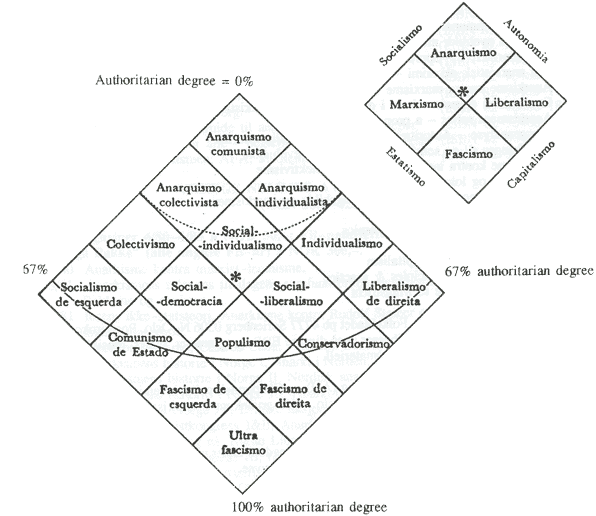 Socialismo
Autonomia
Anarquismo
Marxismo
Liberalismo
*
Fascismo
Estatismo
Capitalismo
Authoritarian degree = 0%
Anarquismo
comunista
Anarquismo
colectivista
Anarquismo
individualista
Colectivismo
Social-
-individualismo
Individualismo
*
67%
67% authoritarian degree
Socialismo
de esquerda
Social-
-democracia
Social-
-liberalismo
Liberalismo
de direita
Comunismo
de Estado
Populismo
Conservadorismo
Fascismo de
esquerda
Fascismo de
direita
Ultra
fascismo
100% authoritarian degree